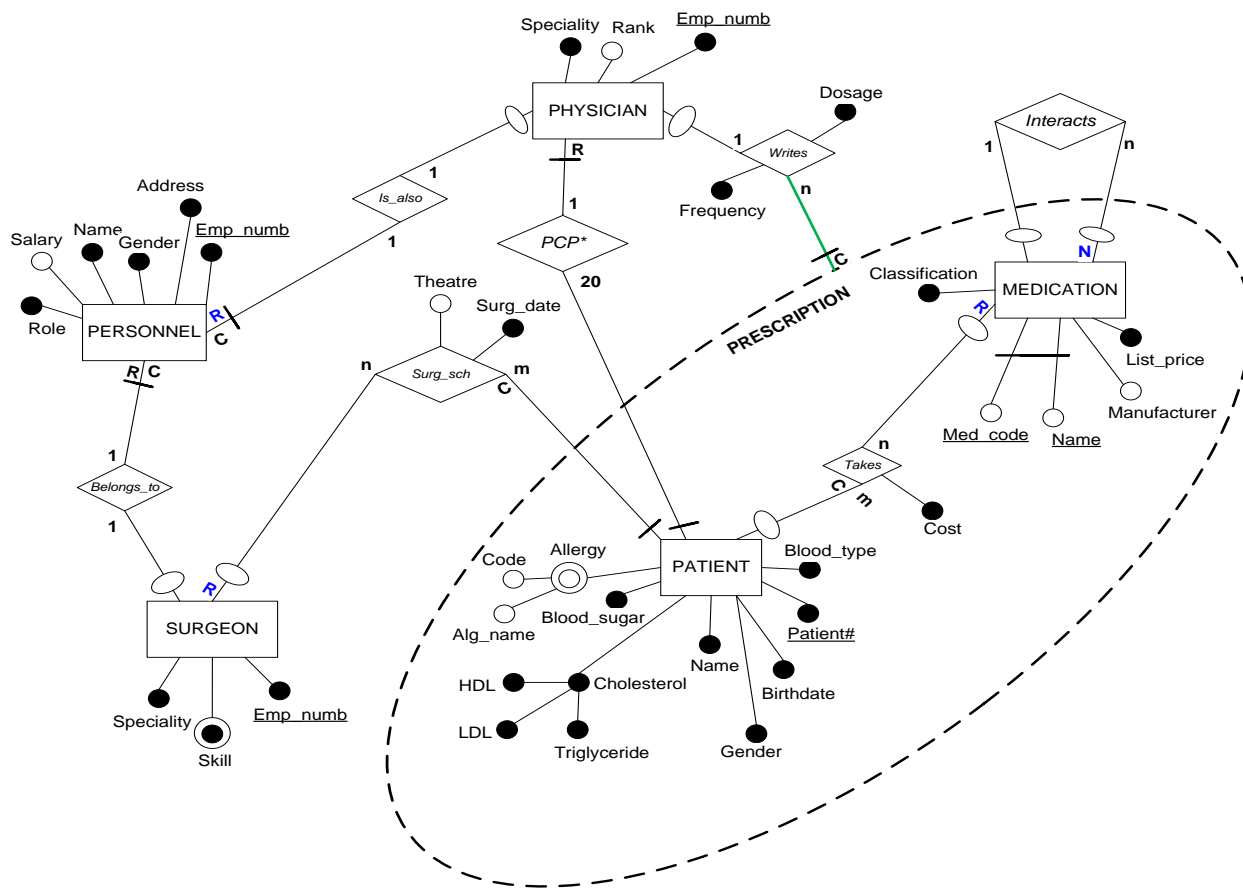 Emp_numb
Speciality
Rank
PHYSICIAN
Dosage
Interacts
1
n
R
1
Writes
n
C
Frequency
1
Is_also
1
1
PCP*
20
Address
Name
Emp_numb
Gender
Salary
Role
PERSONNEL
R
C
R C
Theatre
Surg_date
n
Surg_sch
m
C
PRESCRIPTION
N
Classification
MEDICATION
R
List_price
Manufacturer
Med_code
Name
n
Takes
C
m
Cost
1
Belongs_to
1
R
SURGEON
Speciality
Emp_numb
Skill
Allergy
Code
Alg_name
Blood_sugar
PATIENT
Blood_type
Patient#
Name
Birthdate
Gender
HDL
Cholesterol
LDL
Triglyceride